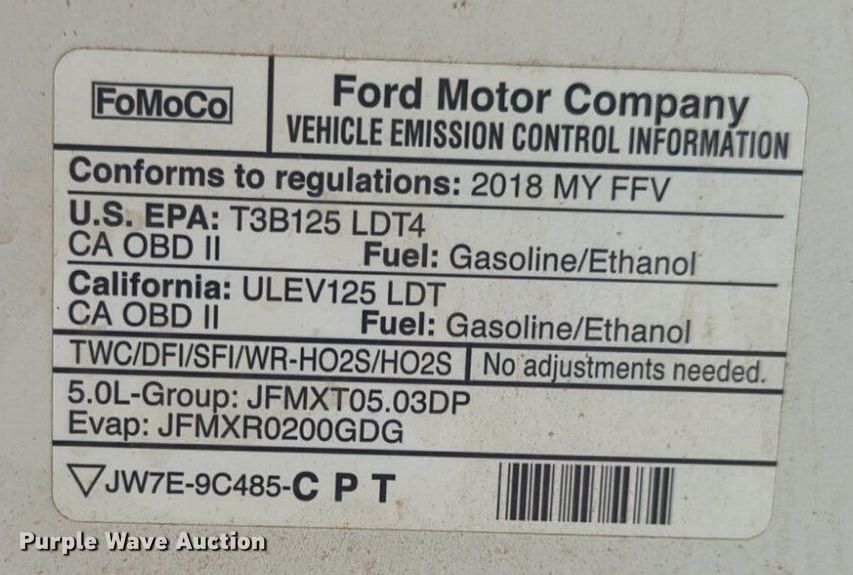 FoMoCo
Ford Motor Company
VEHICLE EMISSION CONTROL INFORMATION
Conforms to regulations: 2018 MY FFV
U.S. EPA: T3B125 LDT4
CA OBD II Fuel: Gasoline/Ethanol
California: ULEV125 LDT
CA OBD II Fuel: Gasoline/Ethanol
TWC/DFI/SFI/WR-HO2S/HO2S No adjustments needed.
5.0L-Group: JFMXT05.03DP
Evap: JFMXR0200GDG
JW7E-9C485-C P T
Purple Wave Auction